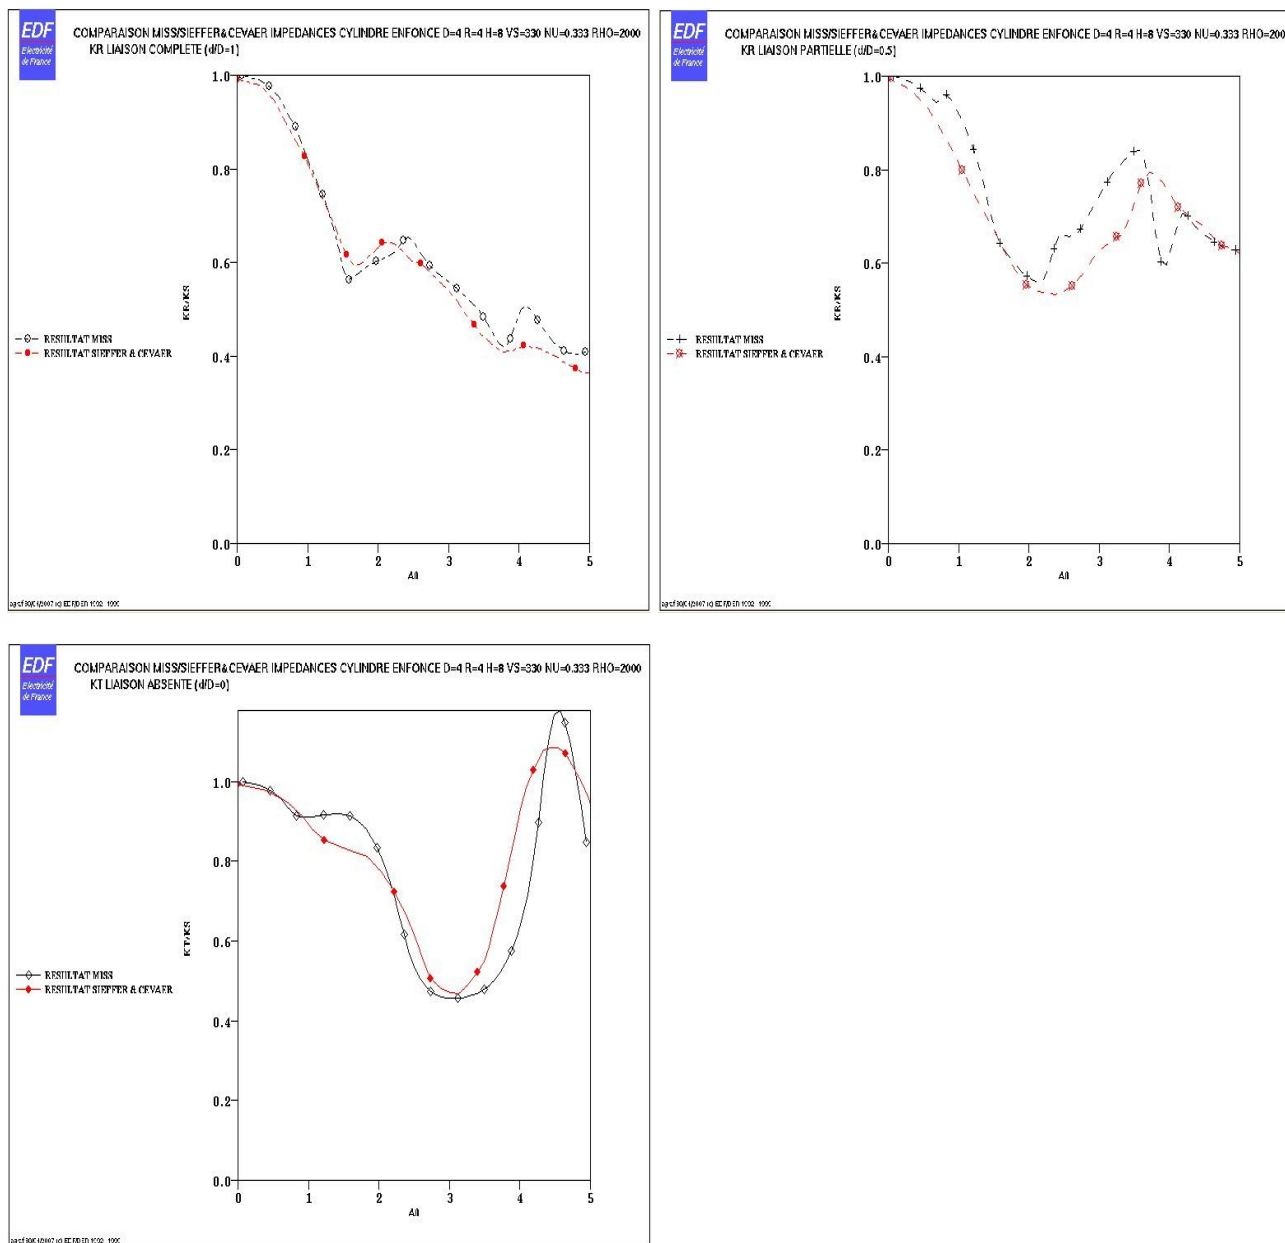 EDF
Electricité
de France
COMPARAISON MISS/SIEFFER&CEVAER IMPEDANCES CYLINDRE ENFONCE D=4 R=4 H=8 VS=330 NU=0.333 RHO=2000
KR LIAISON COMPLETE (d/D=1)
1.0
0.8
0.6
0.4
0.2
0.0
KR/KS
0 1 2 3 4 5
A0
RESULTAT MISS
RESULTAT SIEFFER & CEVAER
EDF
Electricité
de France
COMPARAISON MISS/SIEFFER&CEVAER IMPEDANCES CYLINDRE ENFONCE D=4 R=4 H=8 VS=330 NU=0.333 RHO=200
KR LIAISON PARTIELLE (d/D=0.5)
1.0
0.8
0.6
0.4
0.2
0.0
KR/KS
0 1 2 3 4 5
A0
RESULTAT MISS
RESULTAT SIEFFER & CEVAER
EDF
Electricité
de France
COMPARAISON MISS/SIEFFER&CEVAER IMPEDANCES CYLINDRE ENFONCE D=4 R=4 H=8 VS=330 NU=0.333 RHO=2000
KT LIAISON ABSENTE (d/D=0)
1.0
0.8
0.6
0.4
0.2
0.0
KT/KS
0 1 2 3 4 5
A0
RESULTAT MISS
RESULTAT SIEFFER & CEVAER